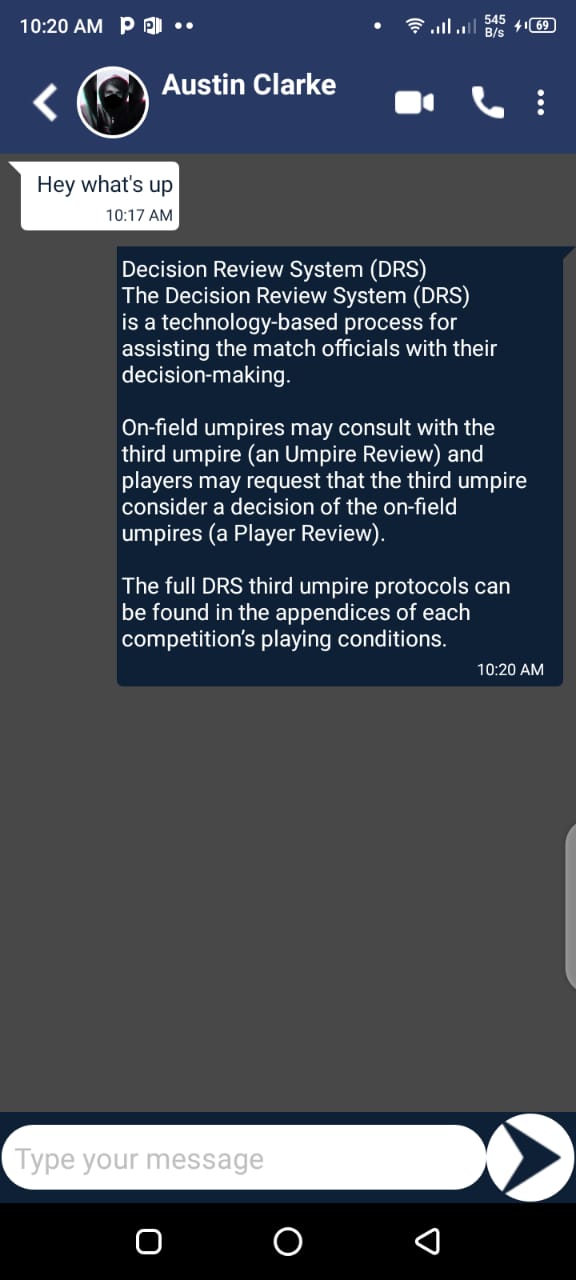 10:20 AM
545
B/s
69
Austin Clarke
Hey what's up
10:17 AM
Decision Review System (DRS)
The Decision Review System (DRS)
is a technology-based process for
assisting the match officials with their
decision-making.
On-field umpires may consult with the
third umpire (an Umpire Review) and
players may request that the third umpire
consider a decision of the on-field
umpires (a Player Review).
The full DRS third umpire protocols can
be found in the appendices of each
competition’s playing conditions.
10:20 AM
Type your message